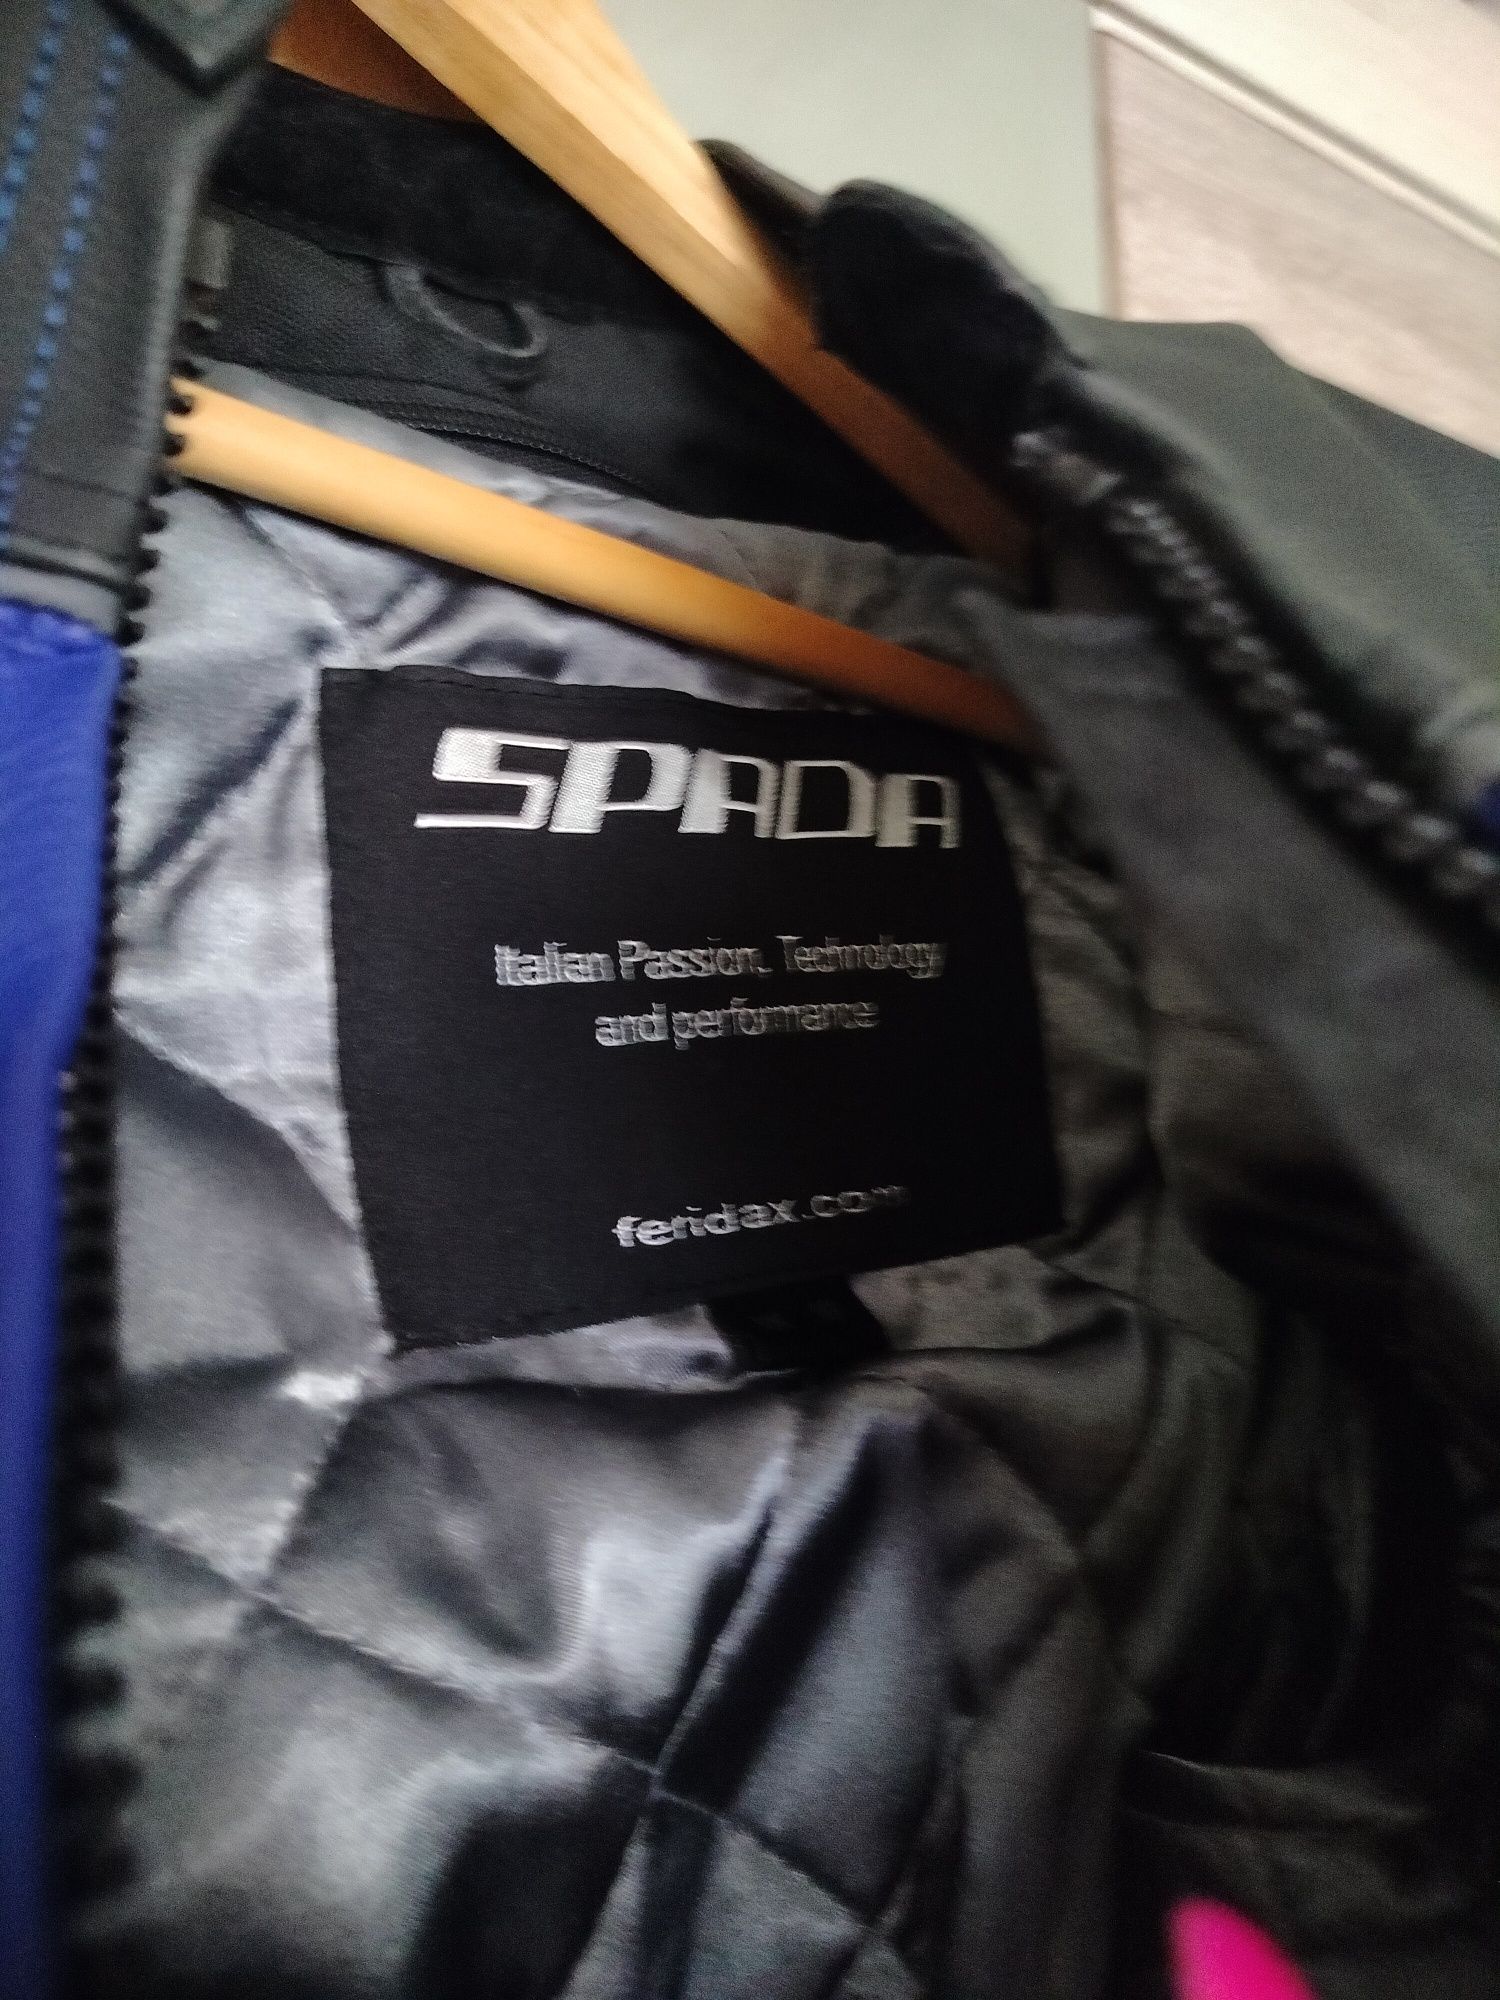 SPADA
Italian Passion, Technology
and performance
feridax.com